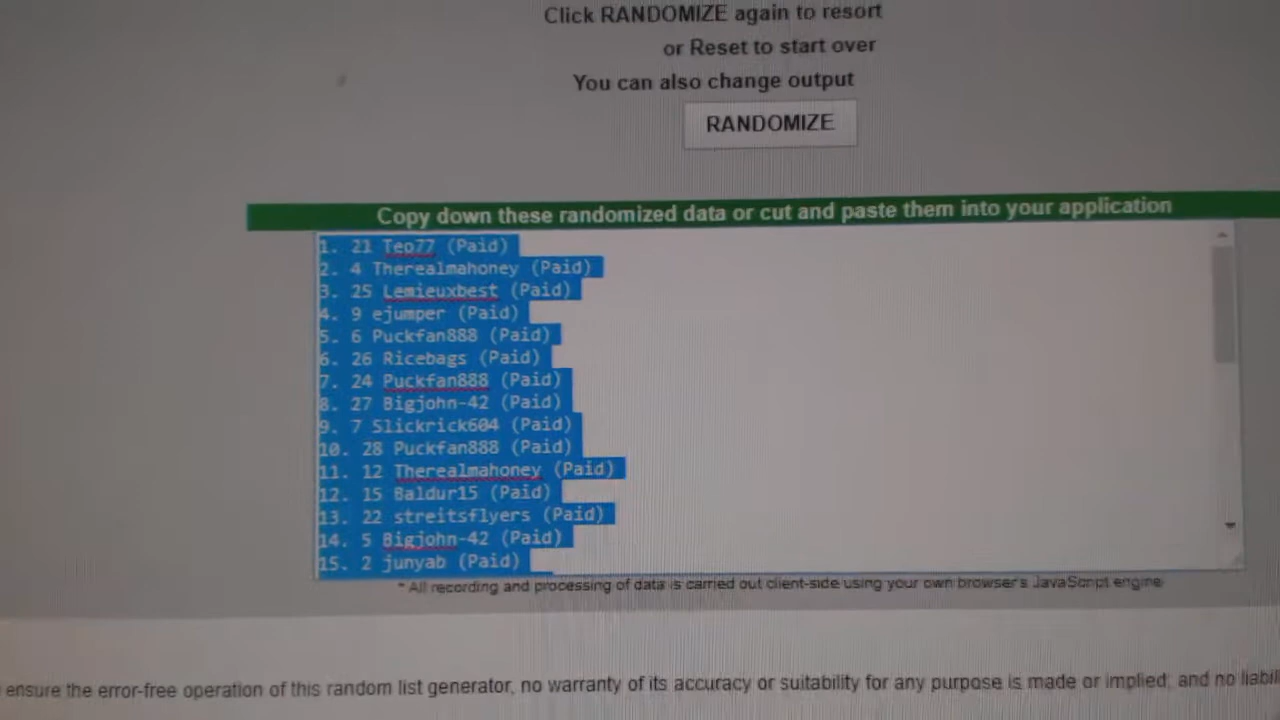 Click RANDOMIZE again to resort
or Reset to start over
You can also change output
RANDOMIZE
Copy down these randomized data or cut and paste them into your application
1. 21 Teo77 (Paid)
2. 4 Therealmahoney (Paid)
3. 25 Lemieuxbest (Paid)
4. 9 ejumper (Paid)
5. 6 Puckfan888 (Paid)
6. 26 Ricebags (Paid)
7. 24 Puckfan888 (Paid)
8. 27 Bigjohn-42 (Paid)
9. 7 Slickrick604 (Paid)
10. 28 Puckfan888 (Paid)
11. 12 Therealmahoney (Paid)
12. 15 Baldur15 (Paid)
13. 22 streitsflyers (Paid)
14. 5 Bigjohn-42 (Paid)
15. 2 junyab (Paid)
* All recording and processing of data is carried out client-side using your own browser's JavaScript engine
ensure the error-free operation of this random list generator, no warranty of its accuracy or suitability for any purpose is made or implied, and no liabili